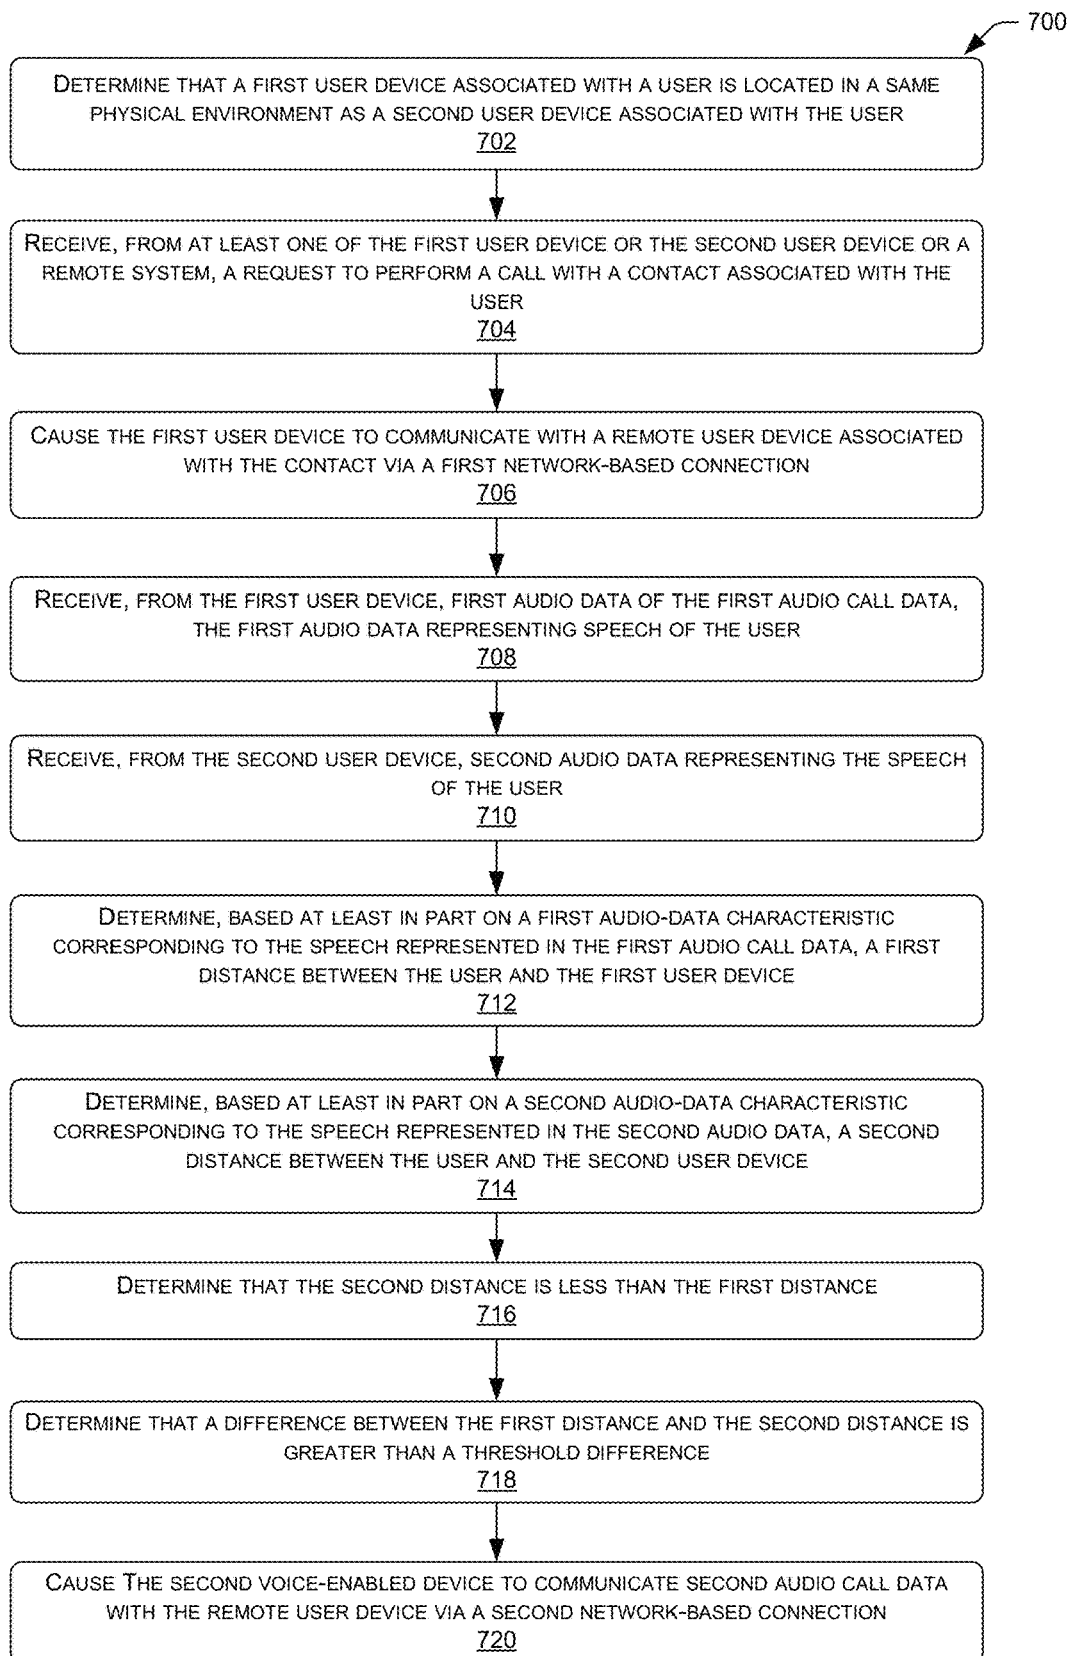 700
Determine that a first user device associated with a user is located in a same
physical environment as a second user device associated with the user
702
Receive, from at least one of the first user device or the second user device or a
remote system, a request to perform a call with a contact associated with the
user
704
Cause the first user device to communicate with a remote user device associated
with the contact via a first network-based connection
706
Receive, from the first user device, first audio data of the first audio call data,
the first audio data representing speech of the user
708
Receive, from the second user device, second audio data representing the speech
of the user
710
Determine, based at least in part on a first audio-data characteristic
corresponding to the speech represented in the first audio call data, a first
distance between the user and the first user device
712
Determine, based at least in part on a second audio-data characteristic
corresponding to the speech represented in the second audio data, a second
distance between the user and the second user device
714
Determine that the second distance is less than the first distance
716
Determine that a difference between the first distance and the second distance is
greater than a threshold difference
718
Cause The second voice-enabled device to communicate second audio call data
with the remote user device via a second network-based connection
720